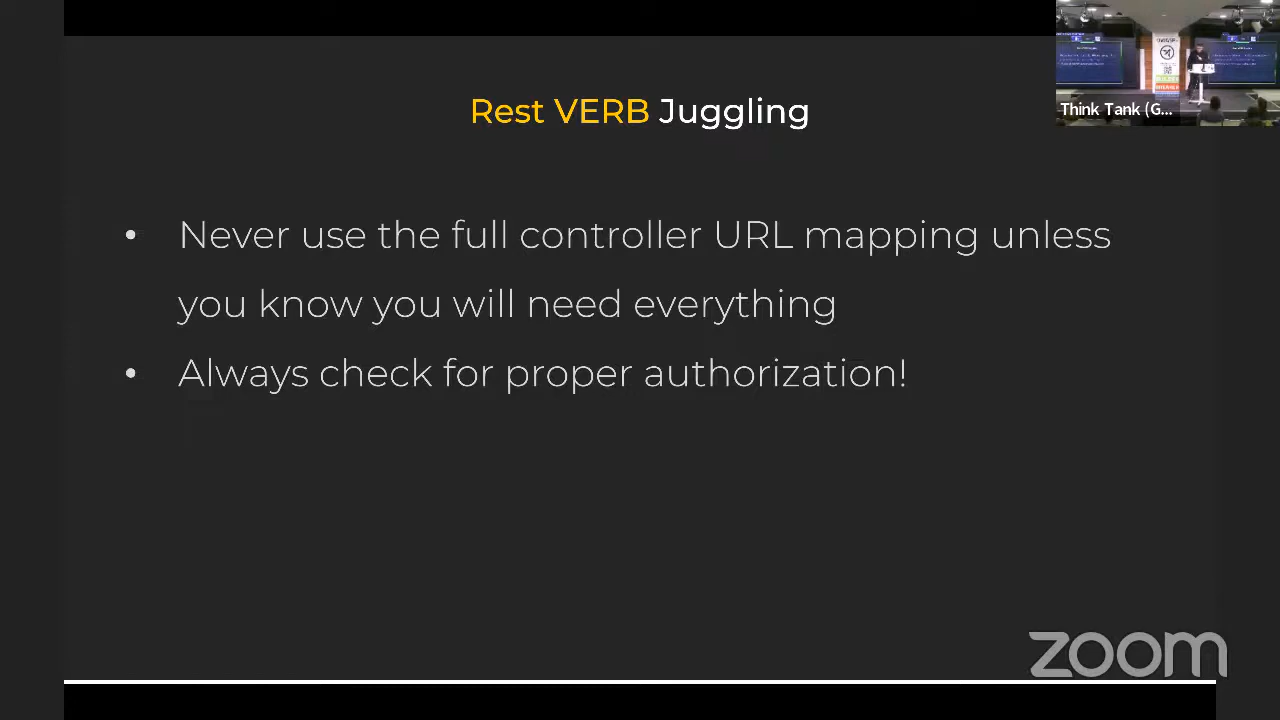 Rest VERB Juggling
Think Tank (G...
• Never use the full controller URL mapping unless
you know you will need everything
• Always check for proper authorization!
zoom